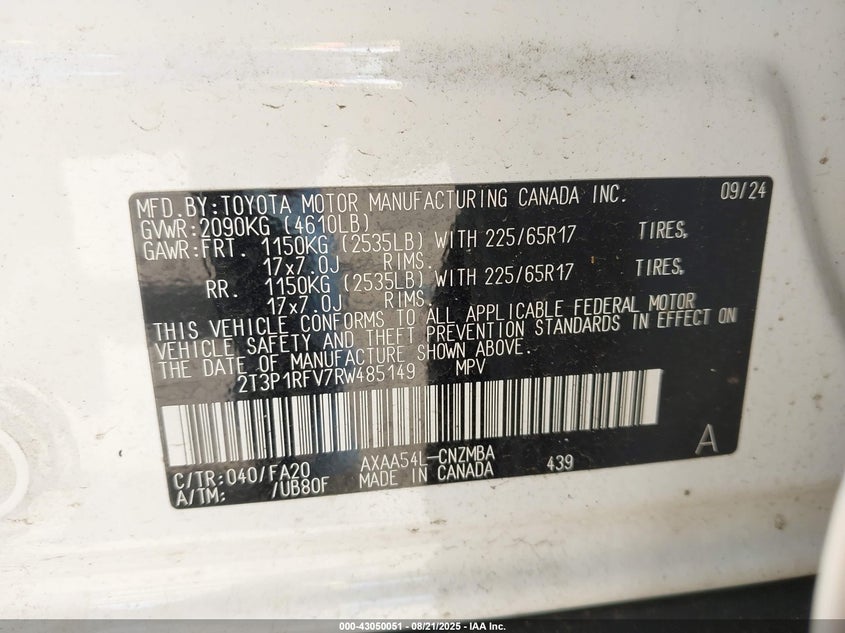 MFD.BY:TOYOTA MOTOR MANUFACTURING CANADA INC. 09/24
GVWR:2090KG (4610LB)
GAWR:FRT. 1150KG (2535LB) WITH 225/65R17 TIRES,
17x7.0J RIMS.
RR. 1150KG (2535LB) WITH 225/65R17 TIRES,
17x7.0J RIMS.
THIS VEHICLE CONFORMS TO ALL APPLICABLE FEDERAL MOTOR
VEHICLE SAFETY AND THEFT PREVENTION STANDARDS IN EFFECT ON
THE DATE OF MANUFACTURE SHOWN ABOVE.
2T3P1RFV7RW485149 MPV
A
C/TR:040/FA20 AXAA54L-CNZMBA 439
A/TM: /UB80F MADE IN CANADA
000-43050051 - 08/21/2025 - IAA Inc.